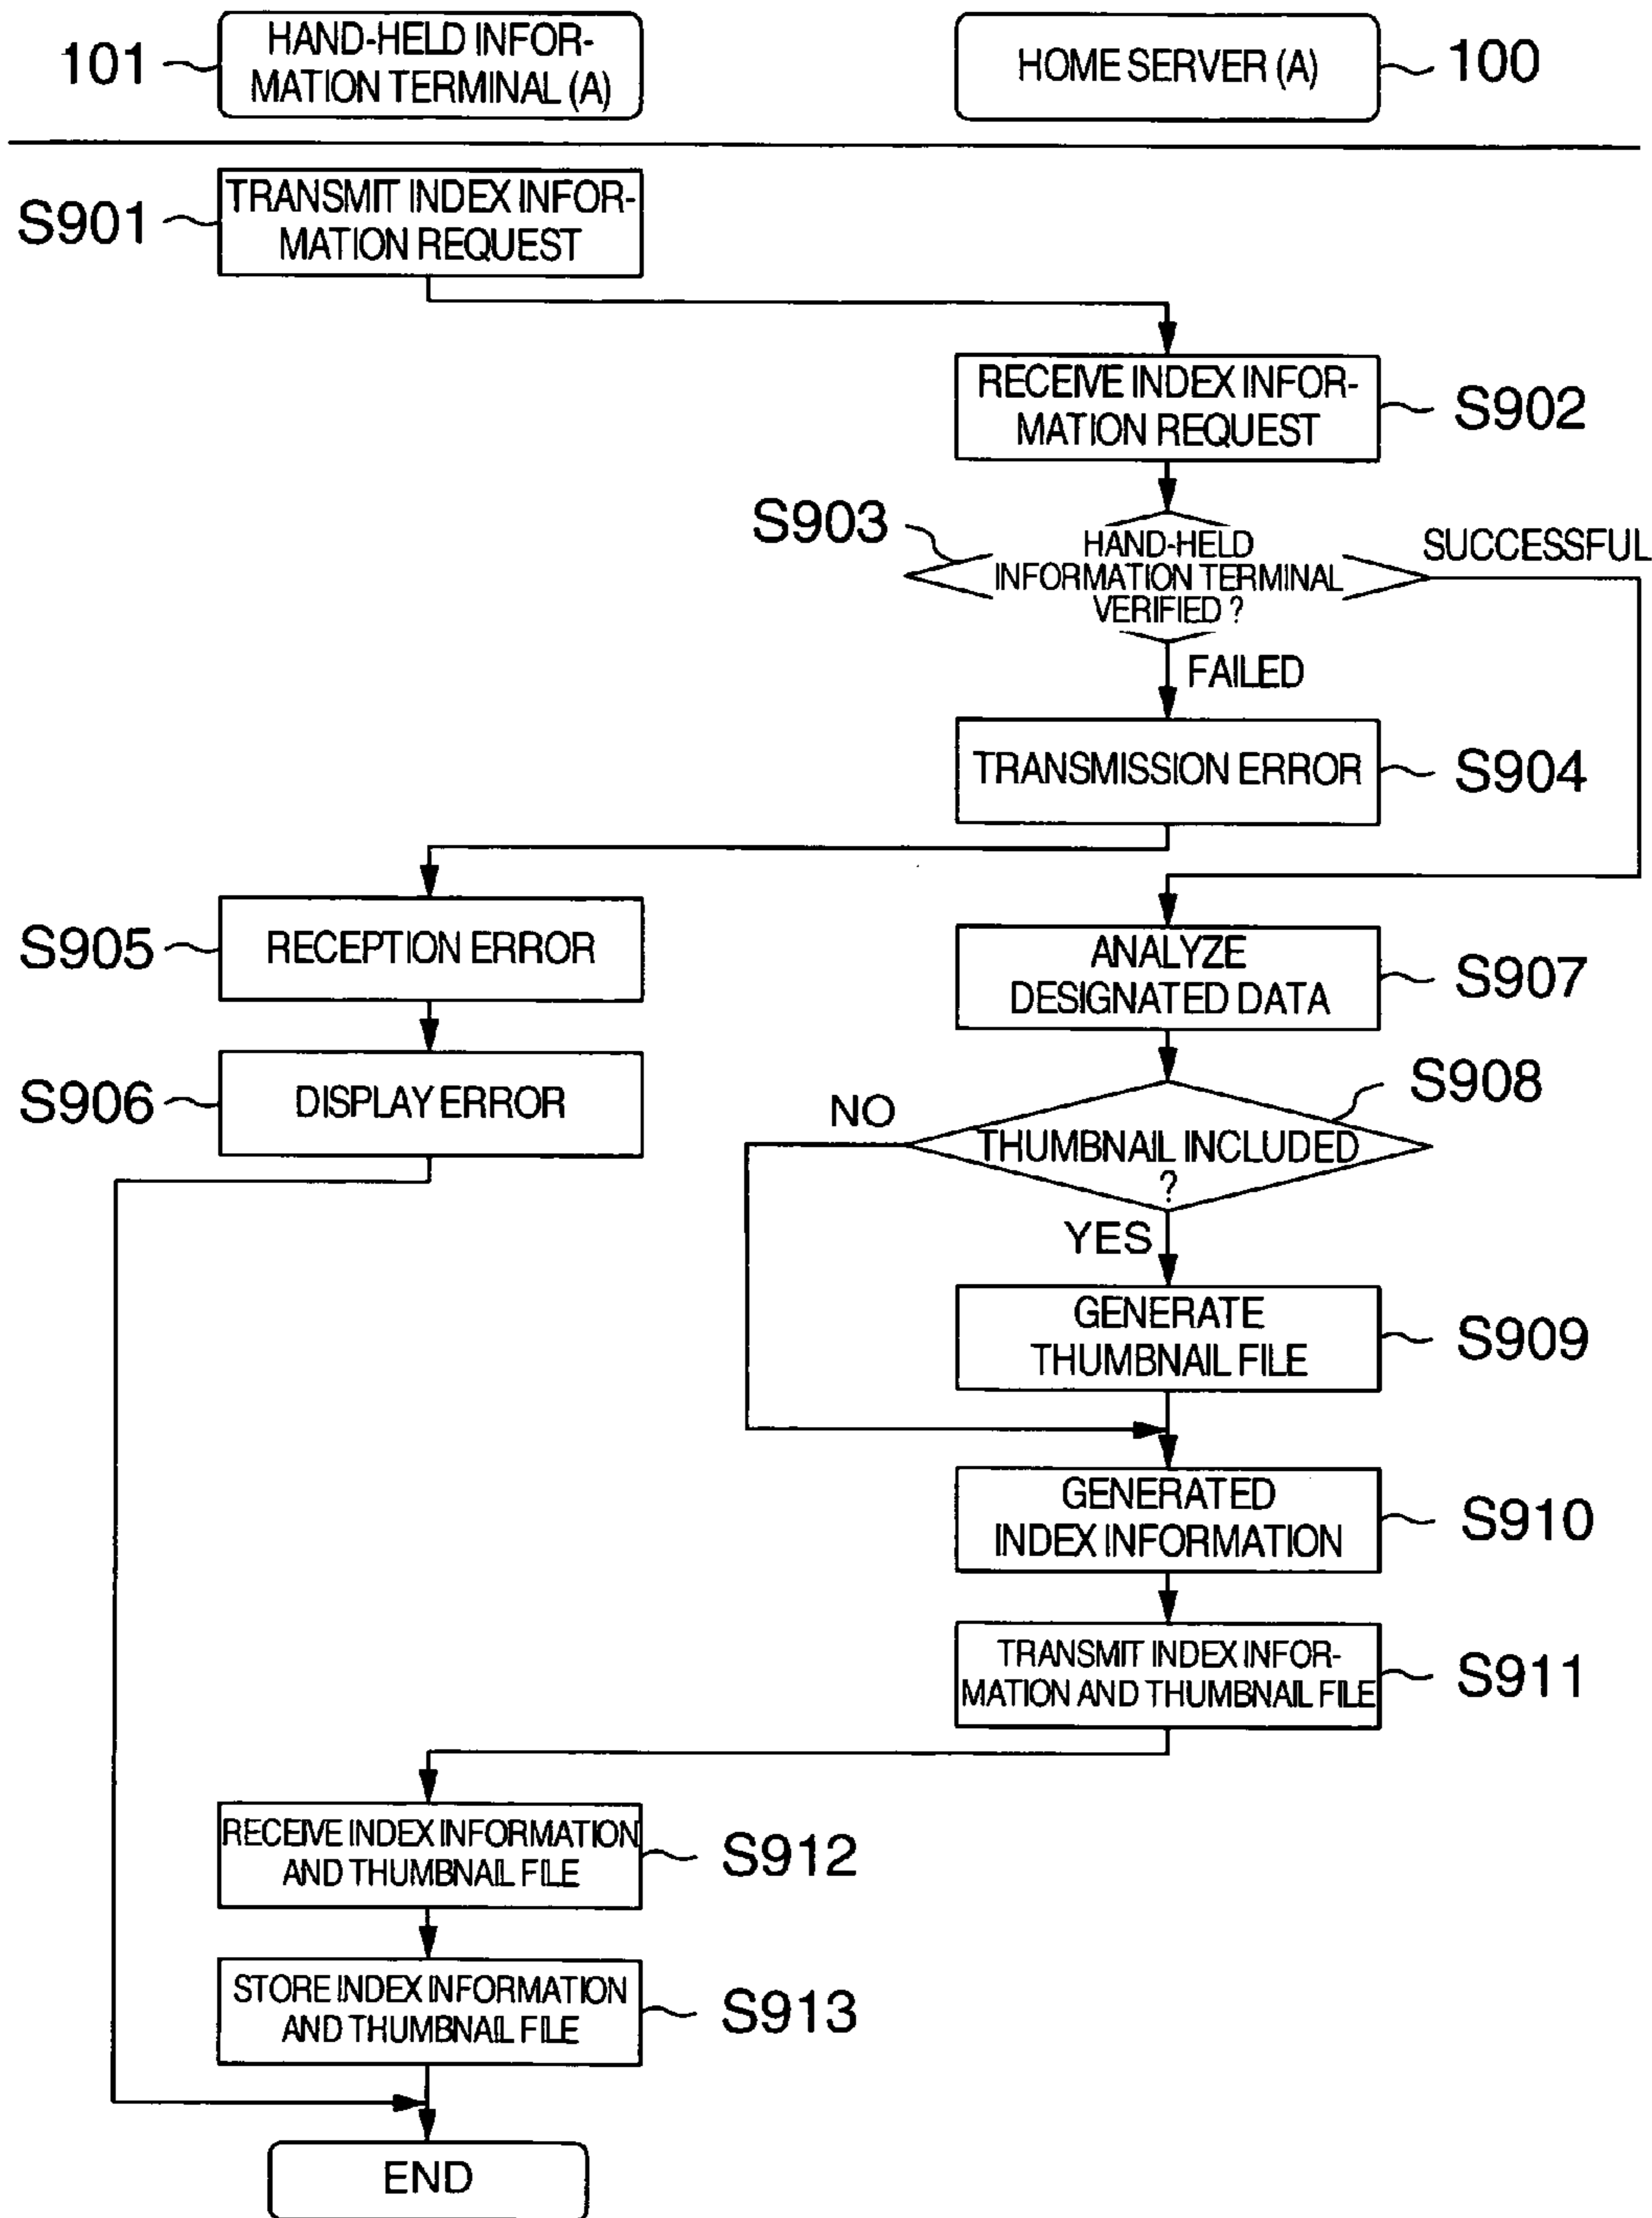 101
HAND-HELD INFOR-
MATION TERMINAL (A)
HOME SERVER (A)
100
S901
TRANSMIT INDEX INFOR-
MATION REQUEST
RECEIVE INDEX INFOR-
MATION REQUEST
S902
S903
HAND-HELD
INFORMATION TERMINAL
VERIFIED ?
SUCCESSFUL
FAILED
TRANSMISSION ERROR
S904
S905
RECEPTION ERROR
ANALYZE
DESIGNATED DATA
S907
S906
DISPLAY ERROR
S908
NO
THUMBNAIL INCLUDED
?
YES
GENERATE
THUMBNAIL FILE
S909
GENERATED
INDEX INFORMATION
S910
TRANSMIT INDEX INFOR-
MATION AND THUMBNAIL FILE
S911
RECEIVE INDEX INFORMATION
AND THUMBNAIL FILE
S912
STORE INDEX INFORMATION
AND THUMBNAIL FILE
S913
END